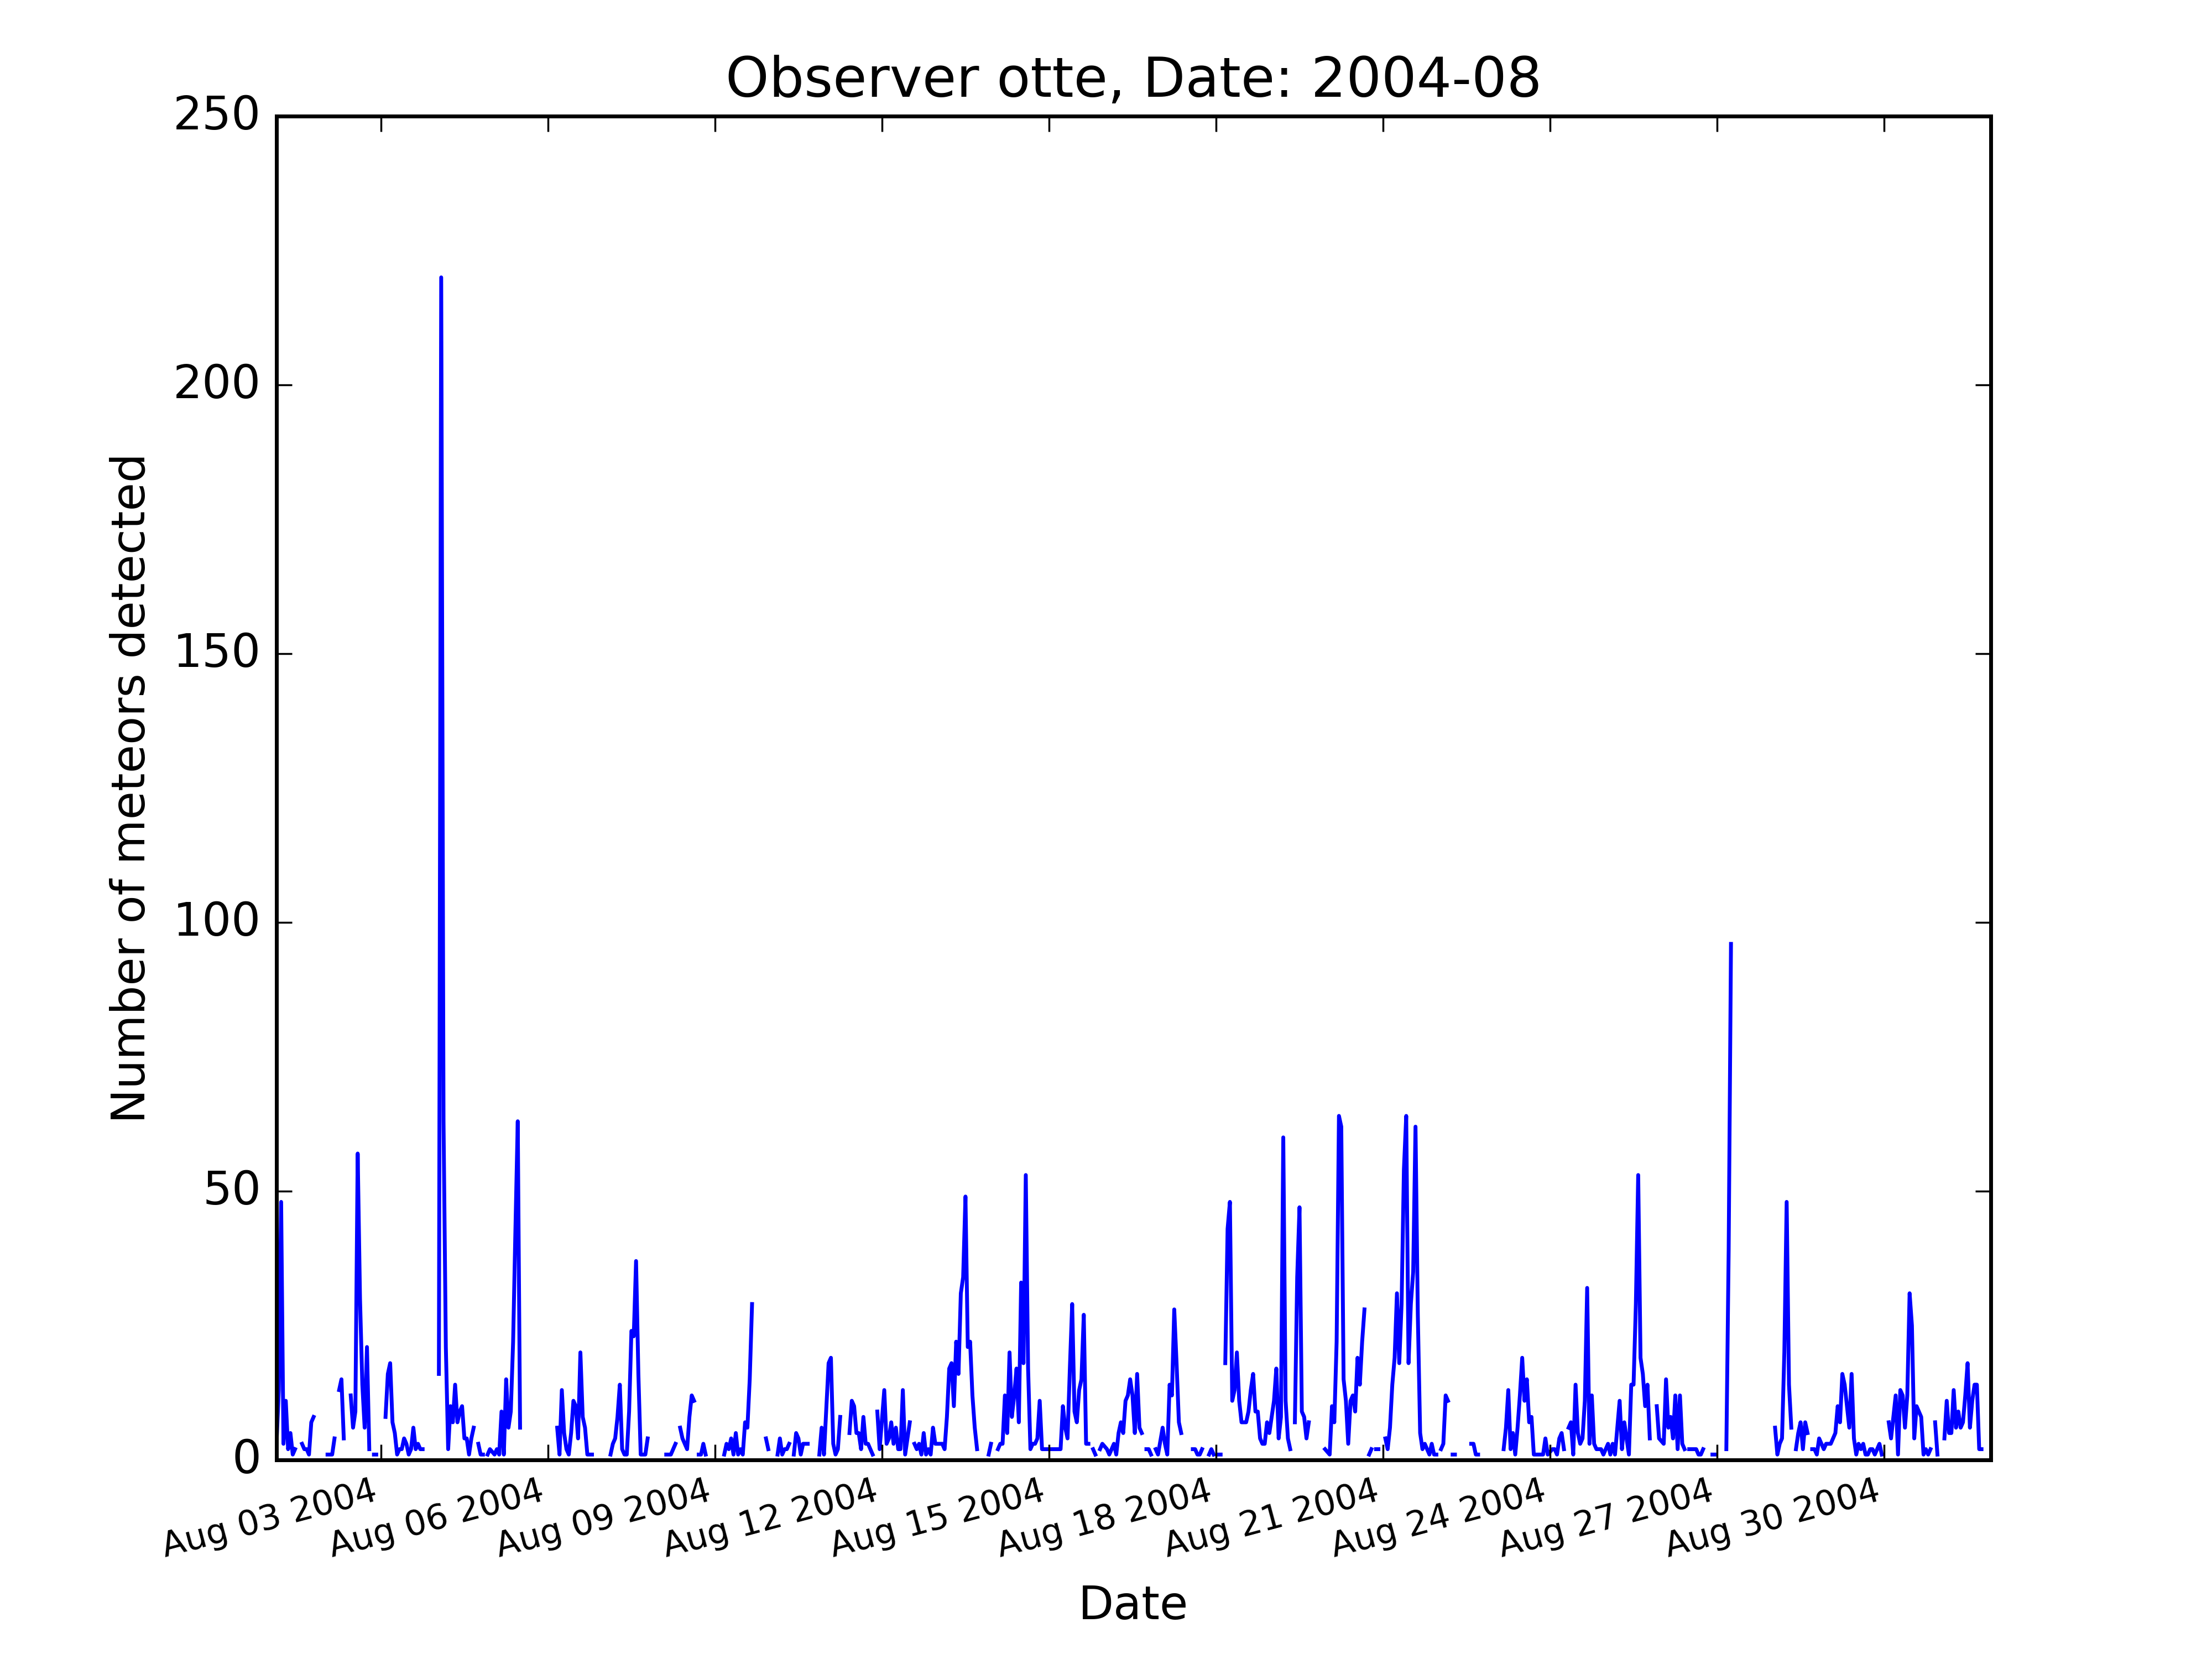 Observer otte, Date: 2004-08
250
200
150
100
50
0
Number of meteors detected
Aug 03 2004
Aug 06 2004
Aug 09 2004
Aug 12 2004
Aug 15 2004
Aug 18 2004
Aug 21 2004
Aug 24 2004
Aug 27 2004
Aug 30 2004
Date